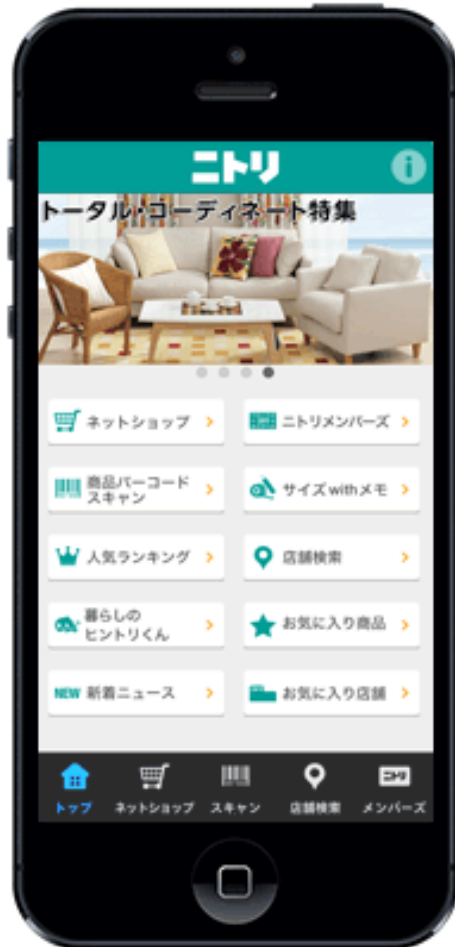 ニトリ
i
トータル・コーディネート特集
ネットショップ
ニトリメンバーズ
商品バーコード
スキャン
サイズwithメモ
人気ランキング
店舗検索
暮らしの
ヒントリくん
お気に入り商品
NEW 新着ニュース
お気に入り店舗
トップ
ネットショップ
スキャン
店舗検索
ニトリ
メンバーズ